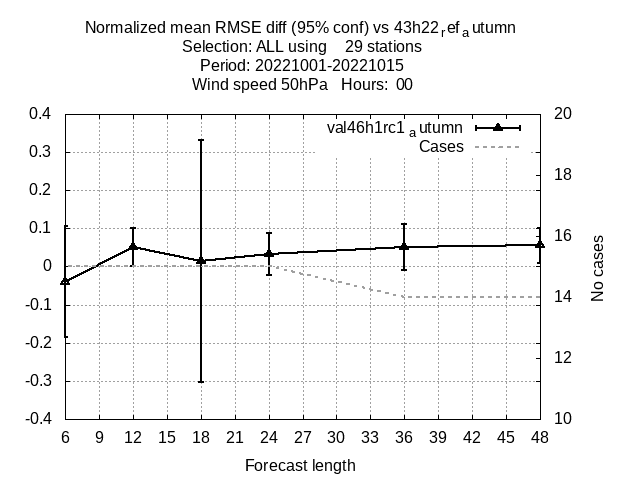 Normalized mean RMSE diff (95% conf) vs 43h22refautumn
Selection: ALL using 29 stations
Period: 20221001-20221015
Wind speed 50hPa Hours: 00
val46h1rc1autumn
Cases
0.4
0.3
0.2
0.1
0
-0.1
-0.2
-0.3
-0.4
20
18
16
14
12
10
No cases
6 9 12 15 18 21 24 27 30 33 36 39 42 45 48
Forecast length